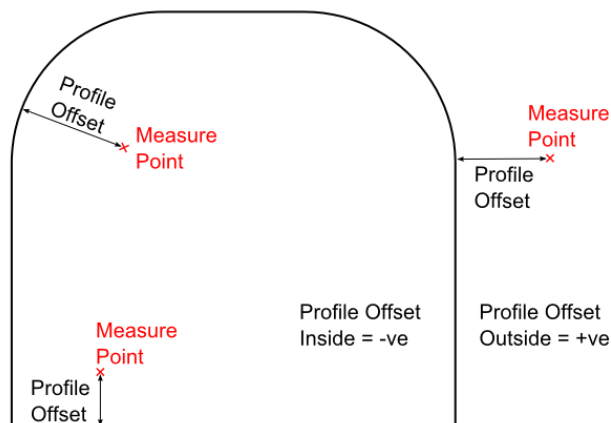 Profile
Offset
Measure
Point
Measure
Point
Profile
Offset
Profile Offset
Inside = -ve
Profile Offset
Outside = +ve
Measure
Point
Profile
Offset